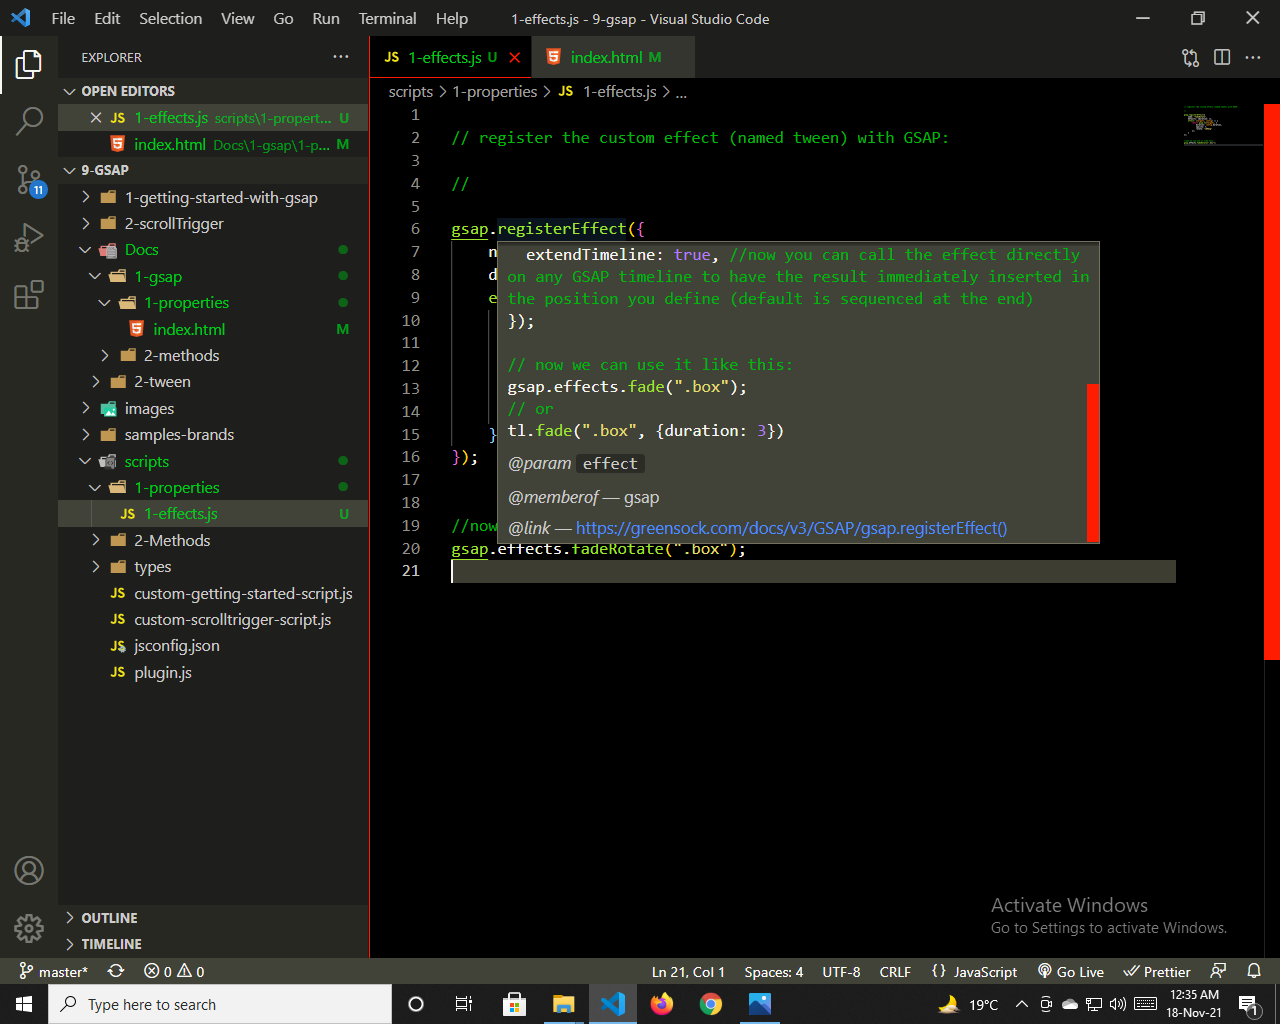 File Edit Selection View Go Run Terminal Help 1-effects.js - 9-gsap - Visual Studio Code
EXPLORER
JS 1-effects.js U
index.html M
scripts > 1-properties > JS 1-effects.js > ...
OPEN EDITORS
JS 1-effects.js scripts\1-propert... U
index.html Docs\1-gsap\1-p... M
9-GSAP
1-getting-started-with-gsap
2-scrollTrigger
Docs
1-gsap
1-properties
index.html M
2-methods
2-tween
images
samples-brands
scripts
1-properties
JS 1-effects.js U
2-Methods
types
JS custom-getting-started-script.js
JS custom-scrolltrigger-script.js
JS jsconfig.json
JS plugin.js
OUTLINE
TIMELINE
11
1
2 // register the custom effect (named tween) with GSAP:
3
4 //
5
6 gsap.registerEffect({
7 n
8 d
9 e
10
11
12
13
14
15 }
16 });
17
18
19 //now
20 gsap.effects.fadeRotate(".box");
21
extendTimeline: true, //now you can call the effect directly
on any GSAP timeline to have the result immediately inserted in
the position you define (default is sequenced at the end)
});
// now we can use it like this:
gsap.effects.fade(".box");
// or
tl.fade(".box", {duration: 3})
@param effect
@memberof — gsap
@link — https://greensock.com/docs/v3/GSAP/gsap.registerEffect()
Activate Windows
Go to Settings to activate Windows.
master* 0 0 Ln 21, Col 1 Spaces: 4 UTF-8 CRLF {} JavaScript Go Live Prettier
Type here to search
19°C
12:35 AM
18-Nov-21
1